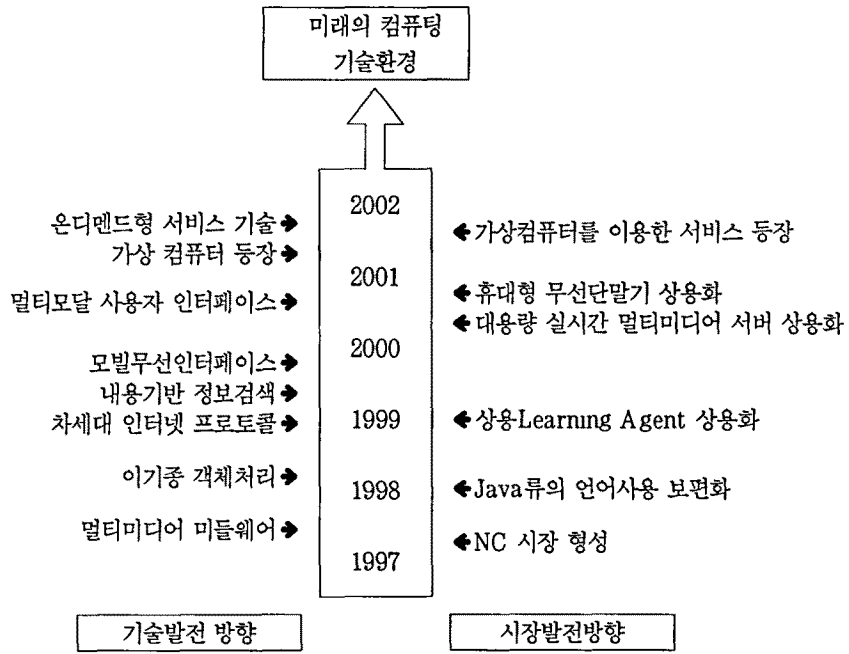 미래의 컴퓨팅
기술환경
2002
온디멘드형 서비스 기술
가상컴퓨터를 이용한 서비스 등장
가상 컴퓨터 등장
2001
휴대형 무선단말기 상용화
멀티모달 사용자 인터페이스
대용량 실시간 멀티미디어 서버 상용화
2000
모빌무선인터페이스
내용기반 정보검색
차세대 인터넷 프로토콜
1999
상용Learning Agent 상용화
이기종 객체처리
1998
Java류의 언어사용 보편화
멀티미디어 미들웨어
NC 시장 형성
1997
기술발전 방향
시장발전방향